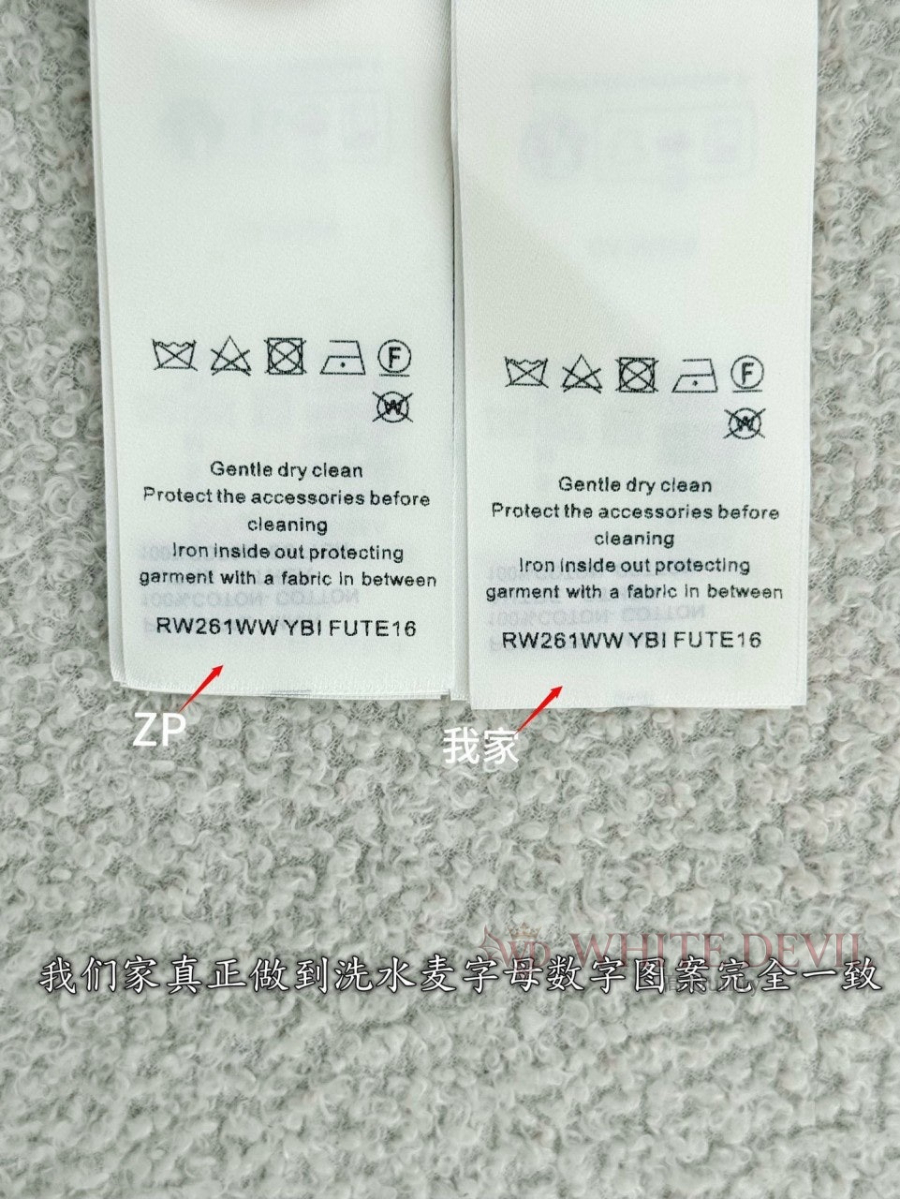 Gentle dry clean
Protect the accessories before
cleaning
Iron inside out protecting
garment with a fabric in between
RW261WW YBI FUTE16
ZP
Gentle dry clean
Protect the accessories before
cleaning
Iron inside out protecting
garment with a fabric in between
RW261WW YBI FUTE16
我家
WD WHITE DEVIL
我们家真正做到洗水麦字母数字图案完全一致